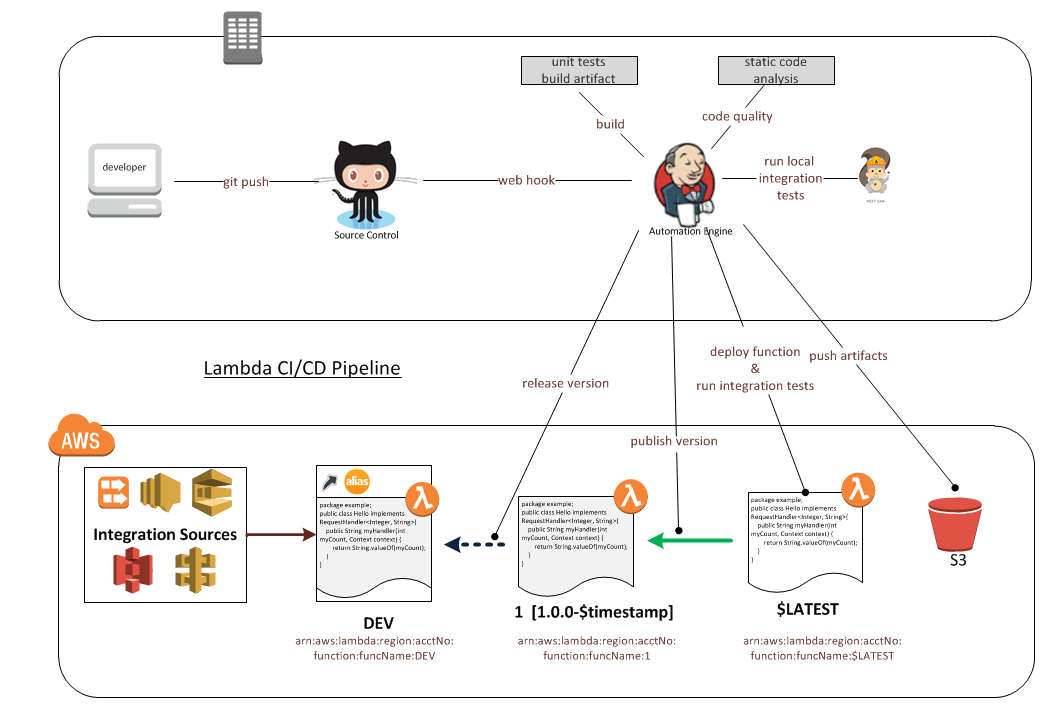 unit tests
build artifact
static code
analysis
build
code quality
developer
git push
web hook
run local
integration
tests
MEET SAM
Source Control
Automation Engine
Lambda CI/CD Pipeline
release version
deploy function
&
run integration tests
push artifacts
publish version
AWS
Integration Sources
alias
package example;
public class Hello implements
RequestHandler<Integer, String>{
public String myHandler(int
myCount, Context context) {
return String.valueOf(myCount);
}
}
package example;
public class Hello implements
RequestHandler<Integer, String>{
public String myHandler(int
myCount, Context context) {
return String.valueOf(myCount);
}
}
package example;
public class Hello implements
RequestHandler<Integer, String>{
public String myHandler(int
myCount, Context context) {
return String.valueOf(myCount);
}
}
λ
λ
λ
S3
DEV
arn:aws:lambda:region:acctNo:
function:funcName:DEV
1 [1.0.0-$timestamp]
arn:aws:lambda:region:acctNo:
function:funcName:1
$LATEST
arn:aws:lambda:region:acctNo:
function:funcName:$LATEST